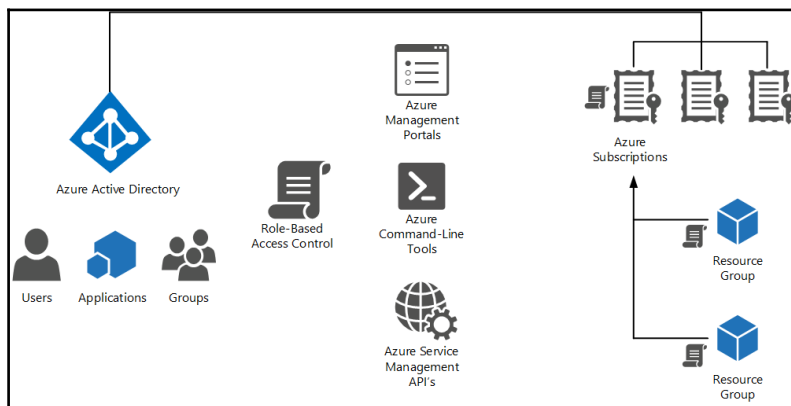 Azure
Management
Portals
Azure
Subscriptions
Azure Active Directory
Role-Based
Access Control
Azure
Command-Line
Tools
Resource
Group
Users
Applications
Groups
Azure Service
Management
API's
Resource
Group